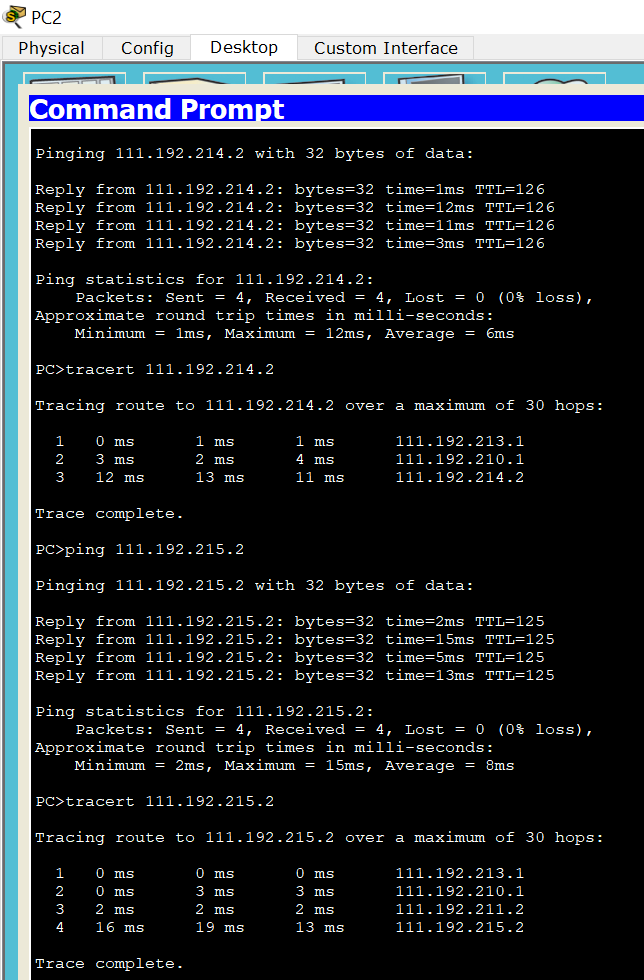 PC2
Physical Config Desktop Custom Interface
Command Prompt
Pinging 111.192.214.2 with 32 bytes of data:
Reply from 111.192.214.2: bytes=32 time=1ms TTL=126
Reply from 111.192.214.2: bytes=32 time=12ms TTL=126
Reply from 111.192.214.2: bytes=32 time=11ms TTL=126
Reply from 111.192.214.2: bytes=32 time=3ms TTL=126
Ping statistics for 111.192.214.2:
Packets: Sent = 4, Received = 4, Lost = 0 (0% loss),
Approximate round trip times in milli-seconds:
Minimum = 1ms, Maximum = 12ms, Average = 6ms
PC>tracert 111.192.214.2
Tracing route to 111.192.214.2 over a maximum of 30 hops:
1 0 ms 1 ms 1 ms 111.192.213.1
2 3 ms 2 ms 4 ms 111.192.210.1
3 12 ms 13 ms 11 ms 111.192.214.2
Trace complete.
PC>ping 111.192.215.2
Pinging 111.192.215.2 with 32 bytes of data:
Reply from 111.192.215.2: bytes=32 time=2ms TTL=125
Reply from 111.192.215.2: bytes=32 time=15ms TTL=125
Reply from 111.192.215.2: bytes=32 time=5ms TTL=125
Reply from 111.192.215.2: bytes=32 time=13ms TTL=125
Ping statistics for 111.192.215.2:
Packets: Sent = 4, Received = 4, Lost = 0 (0% loss),
Approximate round trip times in milli-seconds:
Minimum = 2ms, Maximum = 15ms, Average = 8ms
PC>tracert 111.192.215.2
Tracing route to 111.192.215.2 over a maximum of 30 hops:
1 0 ms 0 ms 0 ms 111.192.213.1
2 0 ms 3 ms 3 ms 111.192.210.1
3 2 ms 2 ms 2 ms 111.192.211.2
4 16 ms 19 ms 13 ms 111.192.215.2
Trace complete.